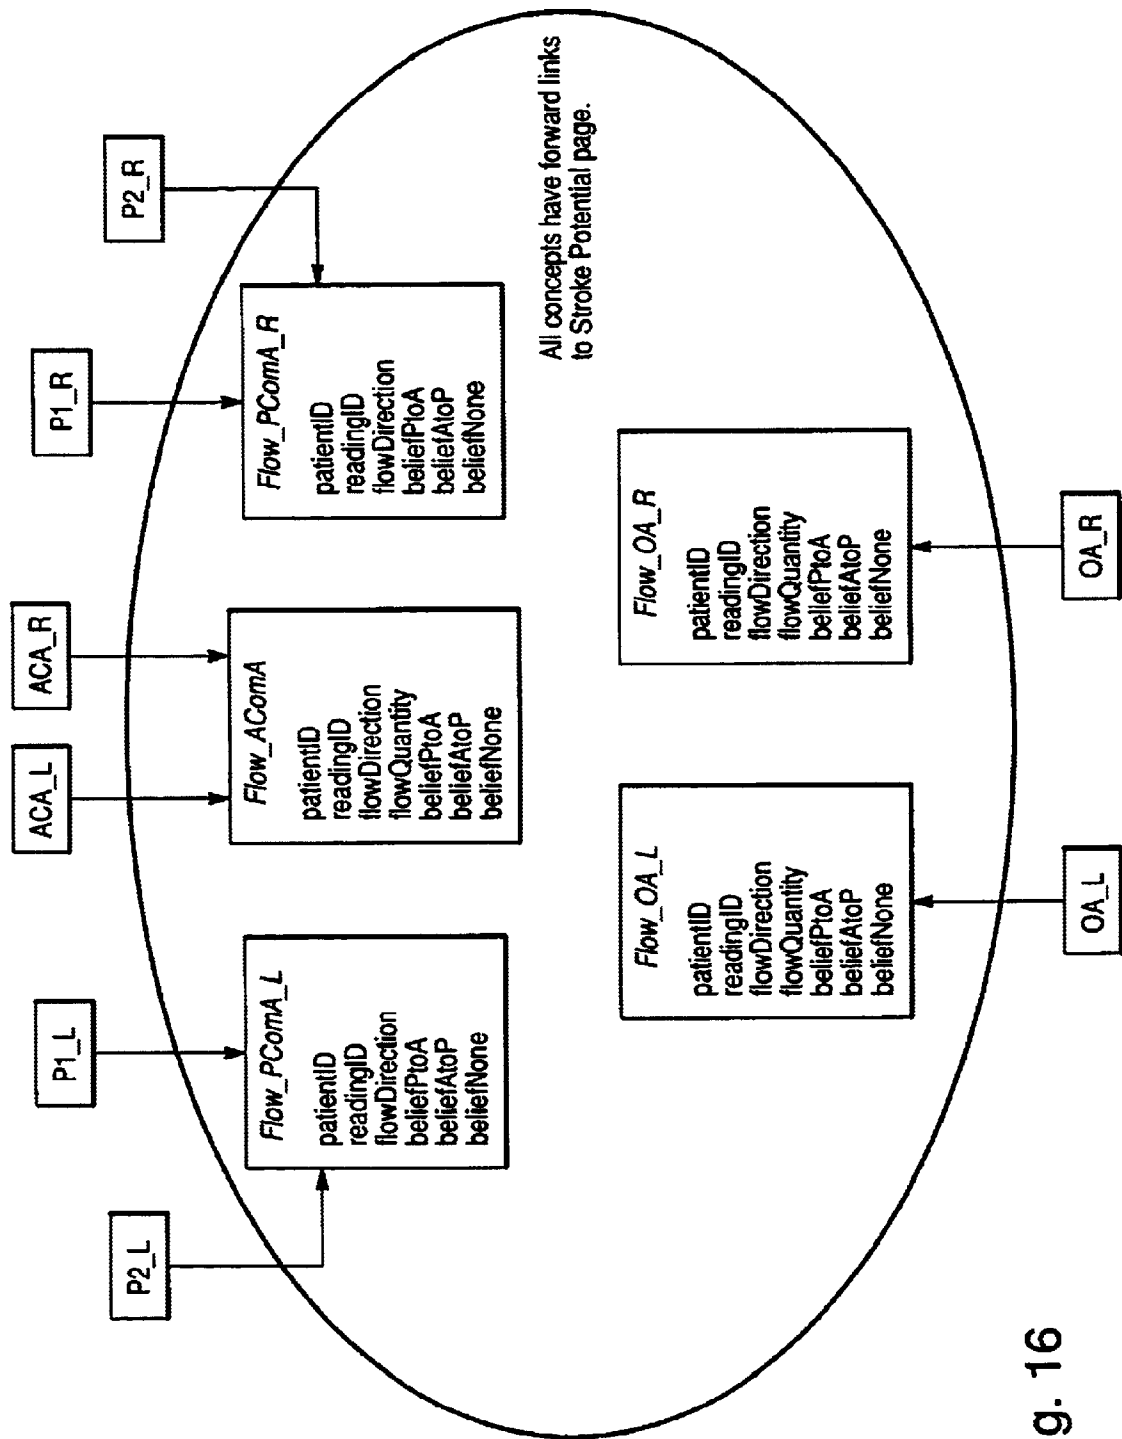 P2_L
P1_L
ACA_L
ACA_R
P1_R
P2_R
Flow_PComA_L
patientID
readingID
flowDirection
beliefPtoA
beliefAtoP
beliefNone
Flow_AComA
patientID
readingID
flowDirection
flowQuantity
beliefPtoA
beliefAtoP
beliefNone
Flow_PComA_R
patientID
readingID
flowDirection
beliefPtoA
beliefAtoP
beliefNone
All concepts have forward links
to Stroke Potential page.
Flow_OA_L
patientID
readingID
flowDirection
flowQuantity
beliefPtoA
beliefAtoP
beliefNone
Flow_OA_R
patientID
readingID
flowDirection
flowQuantity
beliefPtoA
beliefAtoP
beliefNone
OA_L
OA_R
g. 16